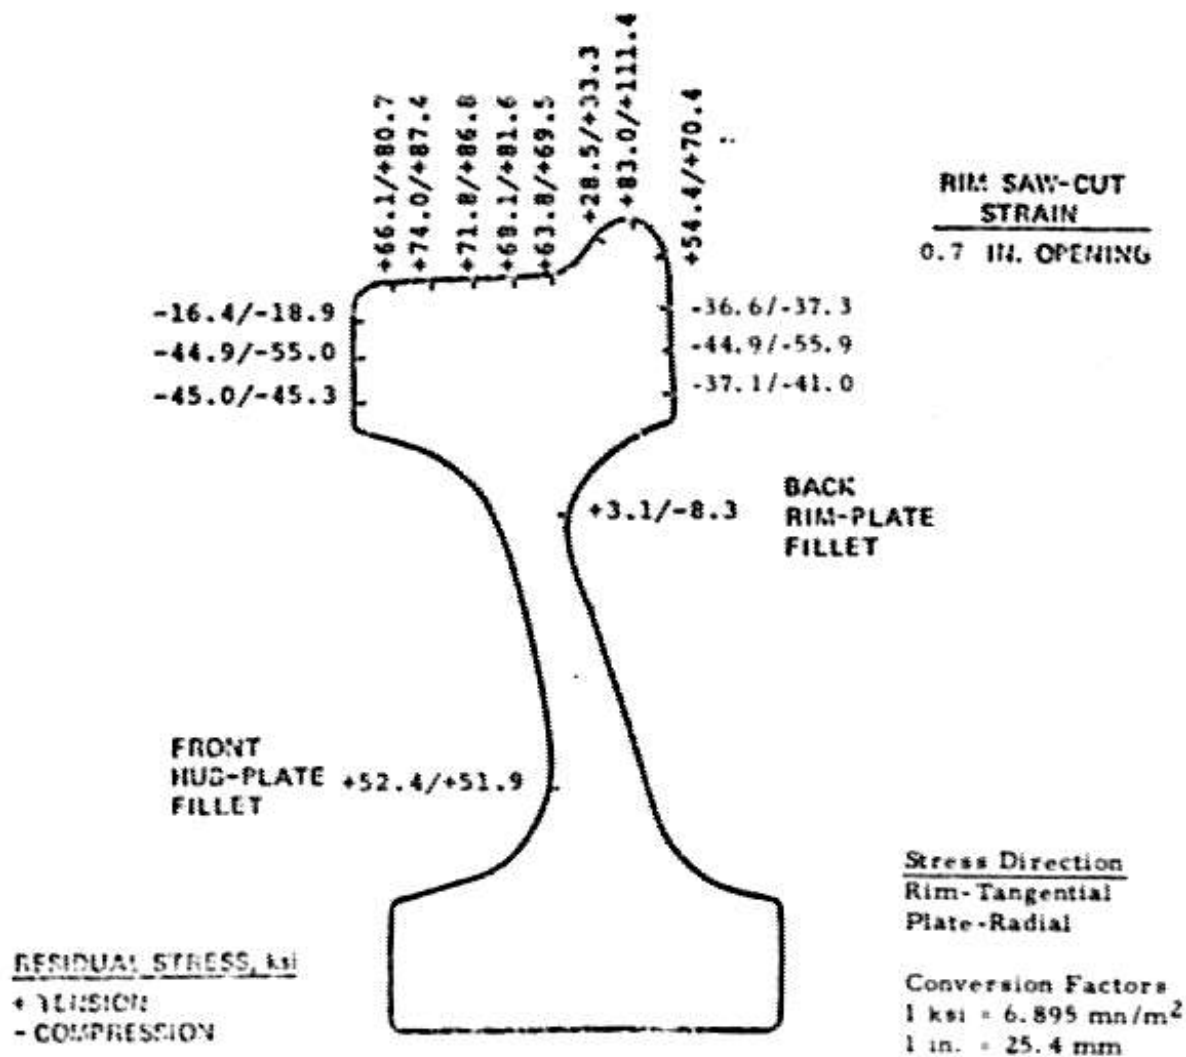 +66.1/+80.7
+74.0/+87.4
+71.8/+86.8
+68.1/+81.6
+63.8/+69.5
+28.5/+33.3
+83.0/+111.4
+54.4/+70.4
RIM SAW-CUT
STRAIN
0.7 IN. OPENING
-16.4/-18.9
-44.9/-55.0
-45.0/-45.3
-36.6/-37.3
-44.9/-55.9
-37.1/-41.0
+3.1/-8.3
BACK
RIM-PLATE
FILLET
FRONT
HUB-PLATE
FILLET
+52.4/+51.9
Stress Direction
Rim-Tangential
Plate-Radial
RESIDUAL STRESS, ksi
+ TENSION
- COMPRESSION
Conversion Factors
1 ksi = 6.895 mn/m²
1 in. = 25.4 mm